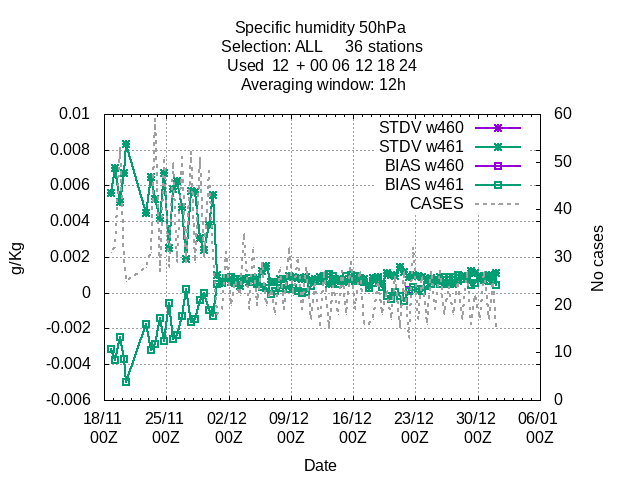 Specific humidity 50hPa
Selection: ALL 36 stations
Used 12 + 00 06 12 18 24
Averaging window: 12h
0.01
0.008
0.006
0.004
0.002
0
-0.002
-0.004
-0.006
g/Kg
STDV w460
STDV w461
BIAS w460
BIAS w461
CASES
60
50
40
30
20
10
0
No cases
18/11 25/11 02/12 09/12 16/12 23/12 30/12 06/01
00Z 00Z 00Z 00Z 00Z 00Z 00Z 00Z
Date